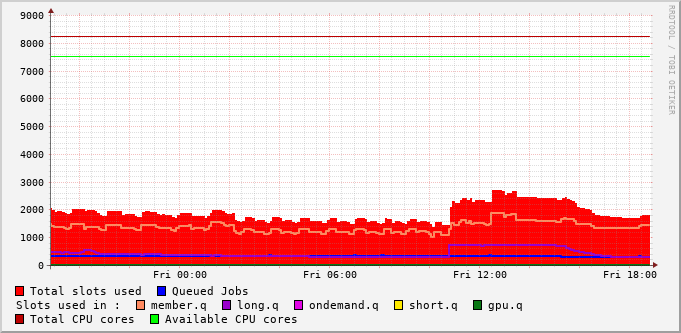 RRDTOOL / TOBI OETIKER
9000
8000
7000
6000
5000
4000
3000
2000
1000
0
Fri 00:00 Fri 06:00 Fri 12:00 Fri 18:00
Total slots used Queued Jobs
Slots used in : member.q long.q ondemand.q short.q gpu.q
Total CPU cores Available CPU cores